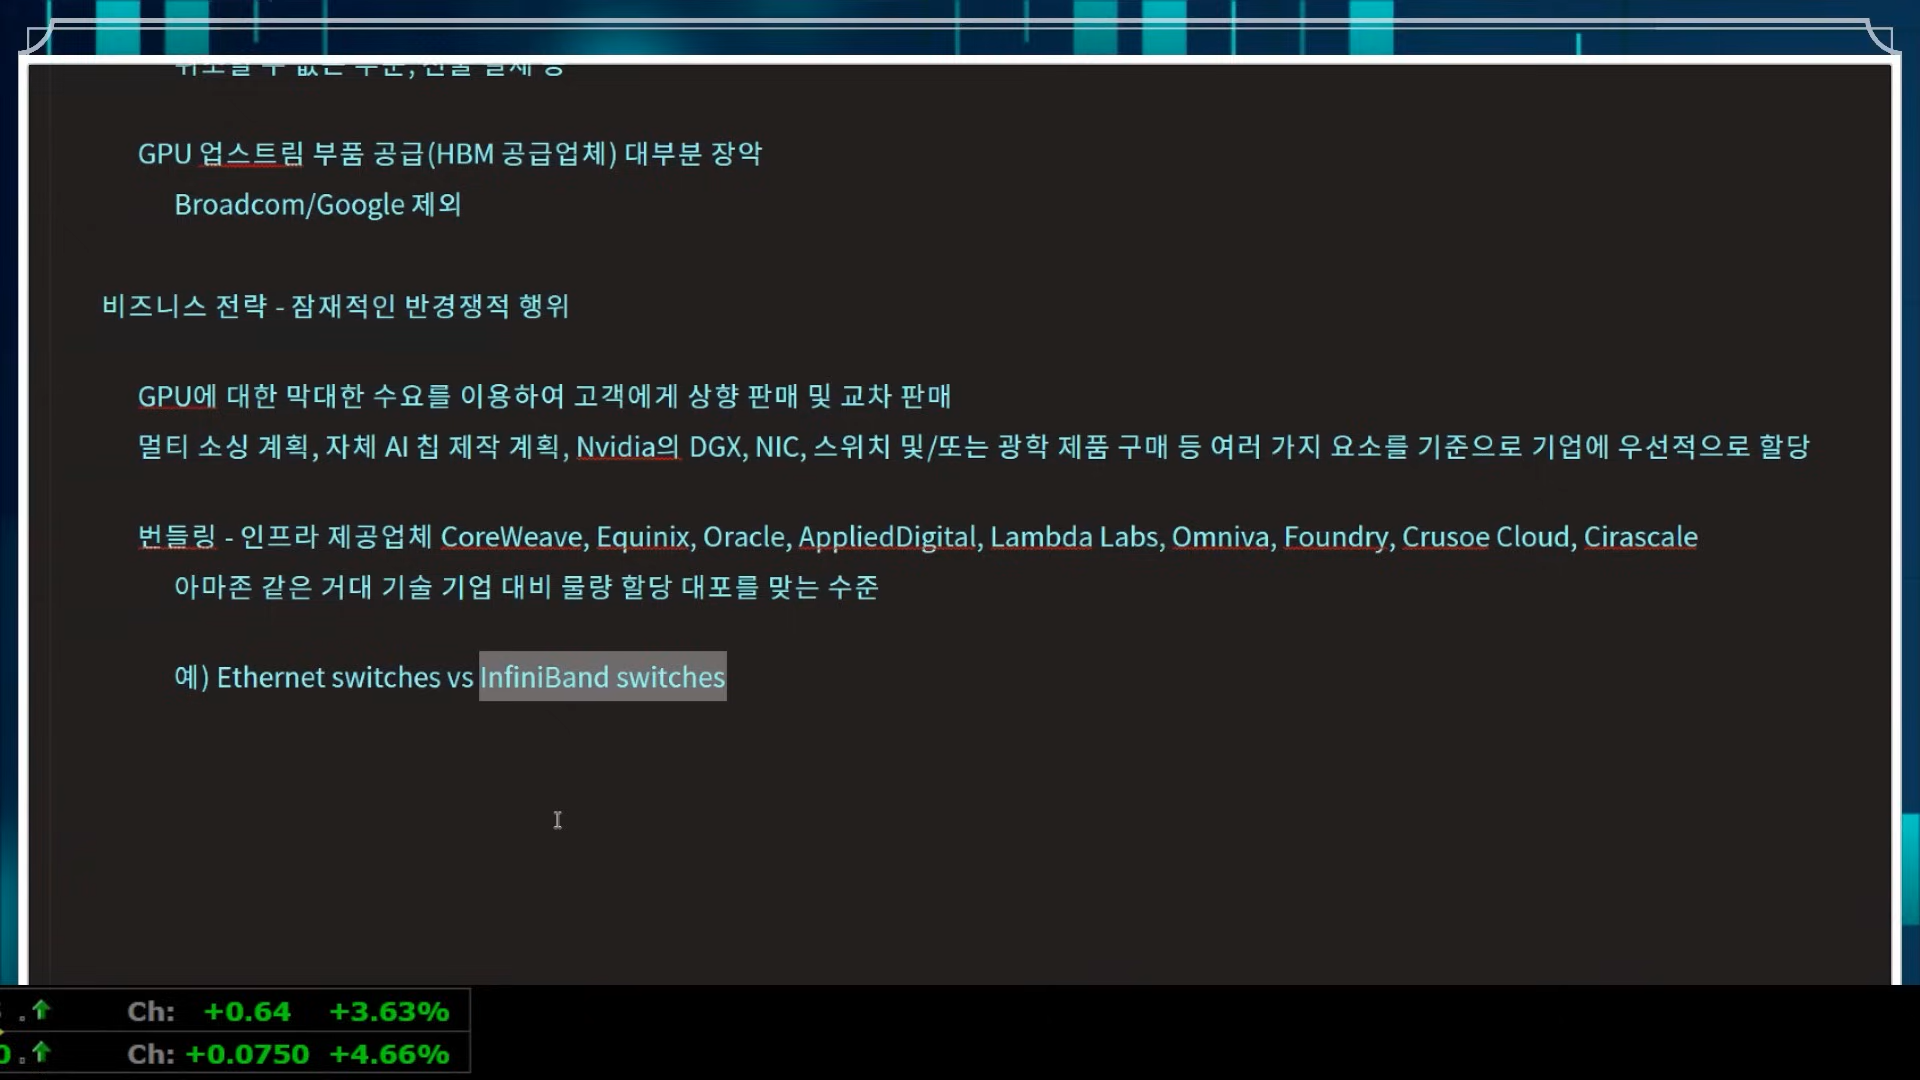 GPU 업스트림 부품 공급(HBM 공급업체) 대부분 장악
Broadcom/Google 제외
비즈니스 전략 - 잠재적인 반경쟁적 행위
GPU에 대한 막대한 수요를 이용하여 고객에게 상향 판매 및 교차 판매
멀티 소싱 계획, 자체 AI 칩 제작 계획, Nvidia의 DGX, NIC, 스위치 및/또는 광학 제품 구매 등 여러 가지 요소를 기준으로 기업에 우선적으로 할당
번들링 - 인프라 제공업체 CoreWeave, Equinix, Oracle, AppliedDigital, Lambda Labs, Omniva, Foundry, Crusoe Cloud, Cirascale
아마존 같은 거대 기술 기업 대비 물량 할당 대포를 맞는 수준
예) Ethernet switches vs InfiniBand switches
Ch: +0.64 +3.63%
Ch: +0.0750 +4.66%